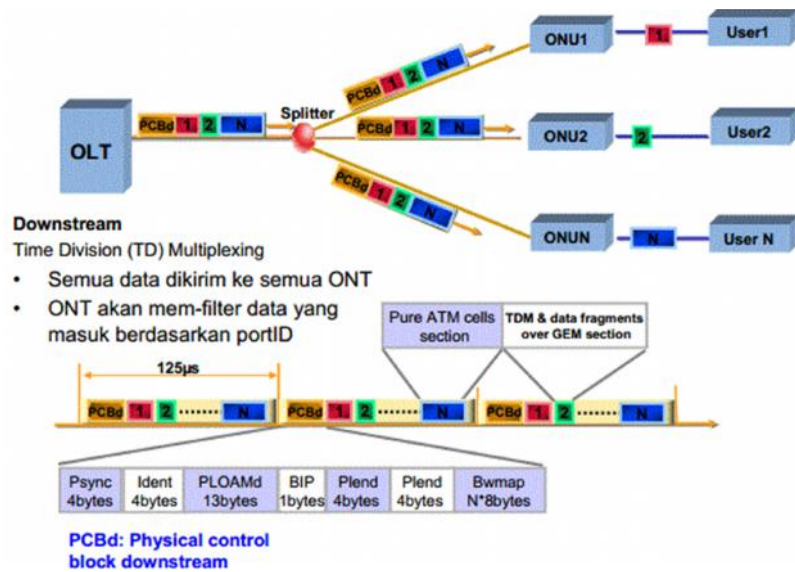 OLT
PCBd 1 2 N
Splitter
PCBd 1 2 N
ONU1
1
User1
PCBd 1 2 N
ONU2
2
User2
PCBd 1 2 N
ONUN
N
User N
Downstream
Time Division (TD) Multiplexing
• Semua data dikirim ke semua ONT
• ONT akan mem-filter data yang
masuk berdasarkan portID
Pure ATM cells
section
TDM & data fragments
over GEM section
125μs
PCBd 1 2 ........ N
PCBd 1 2 ........ N
PCBd 1 2 ........ N
Psync
4bytes
Ident
4bytes
PLOAMd
13bytes
BIP
1bytes
Plend
4bytes
Plend
4bytes
Bwmap
N*8bytes
PCBd: Physical control
block downstream